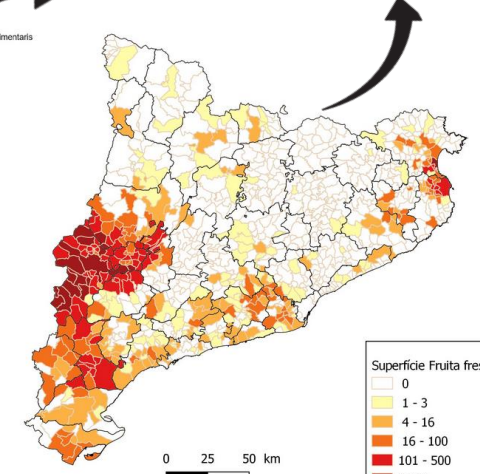 imentaris
Superfície Fruita fres
0
1 - 3
4 - 16
16 - 100
101 - 500
0 25 50 km